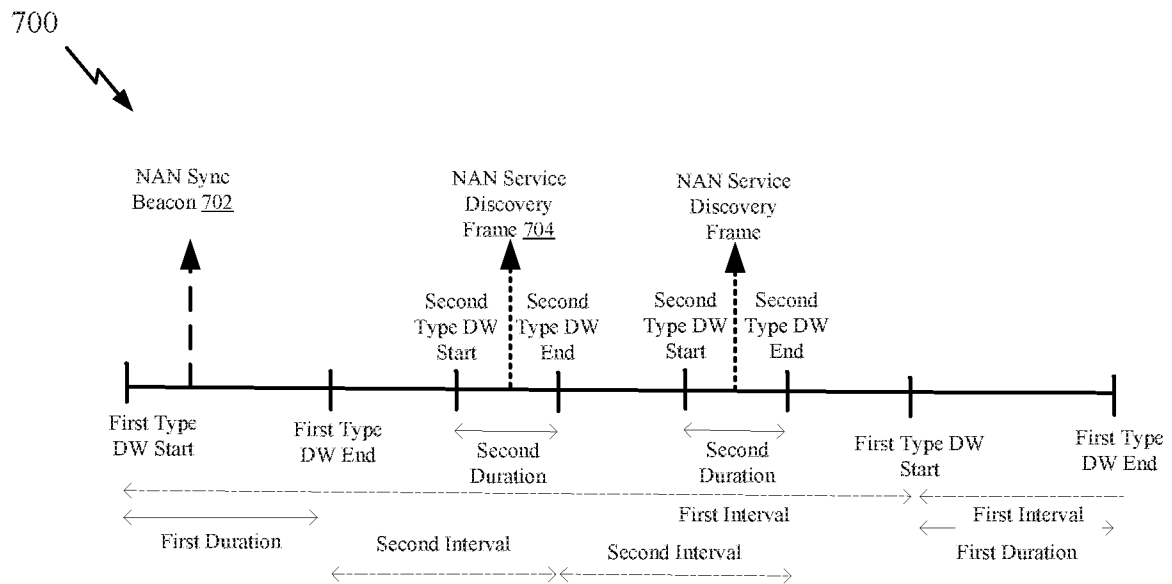 700
NAN Sync
Beacon 702
NAN Service
Discovery
Frame 704
NAN Service
Discovery
Frame
Second
Type DW
Start
Second
Type DW
End
Second
Type DW
Start
Second
Type DW
End
First Type
DW Start
First Type
DW End
Second
Duration
Second
Duration
First Type DW
Start
First Type
DW End
First Interval
First Interval
First Duration
First Duration
Second Interval
Second Interval